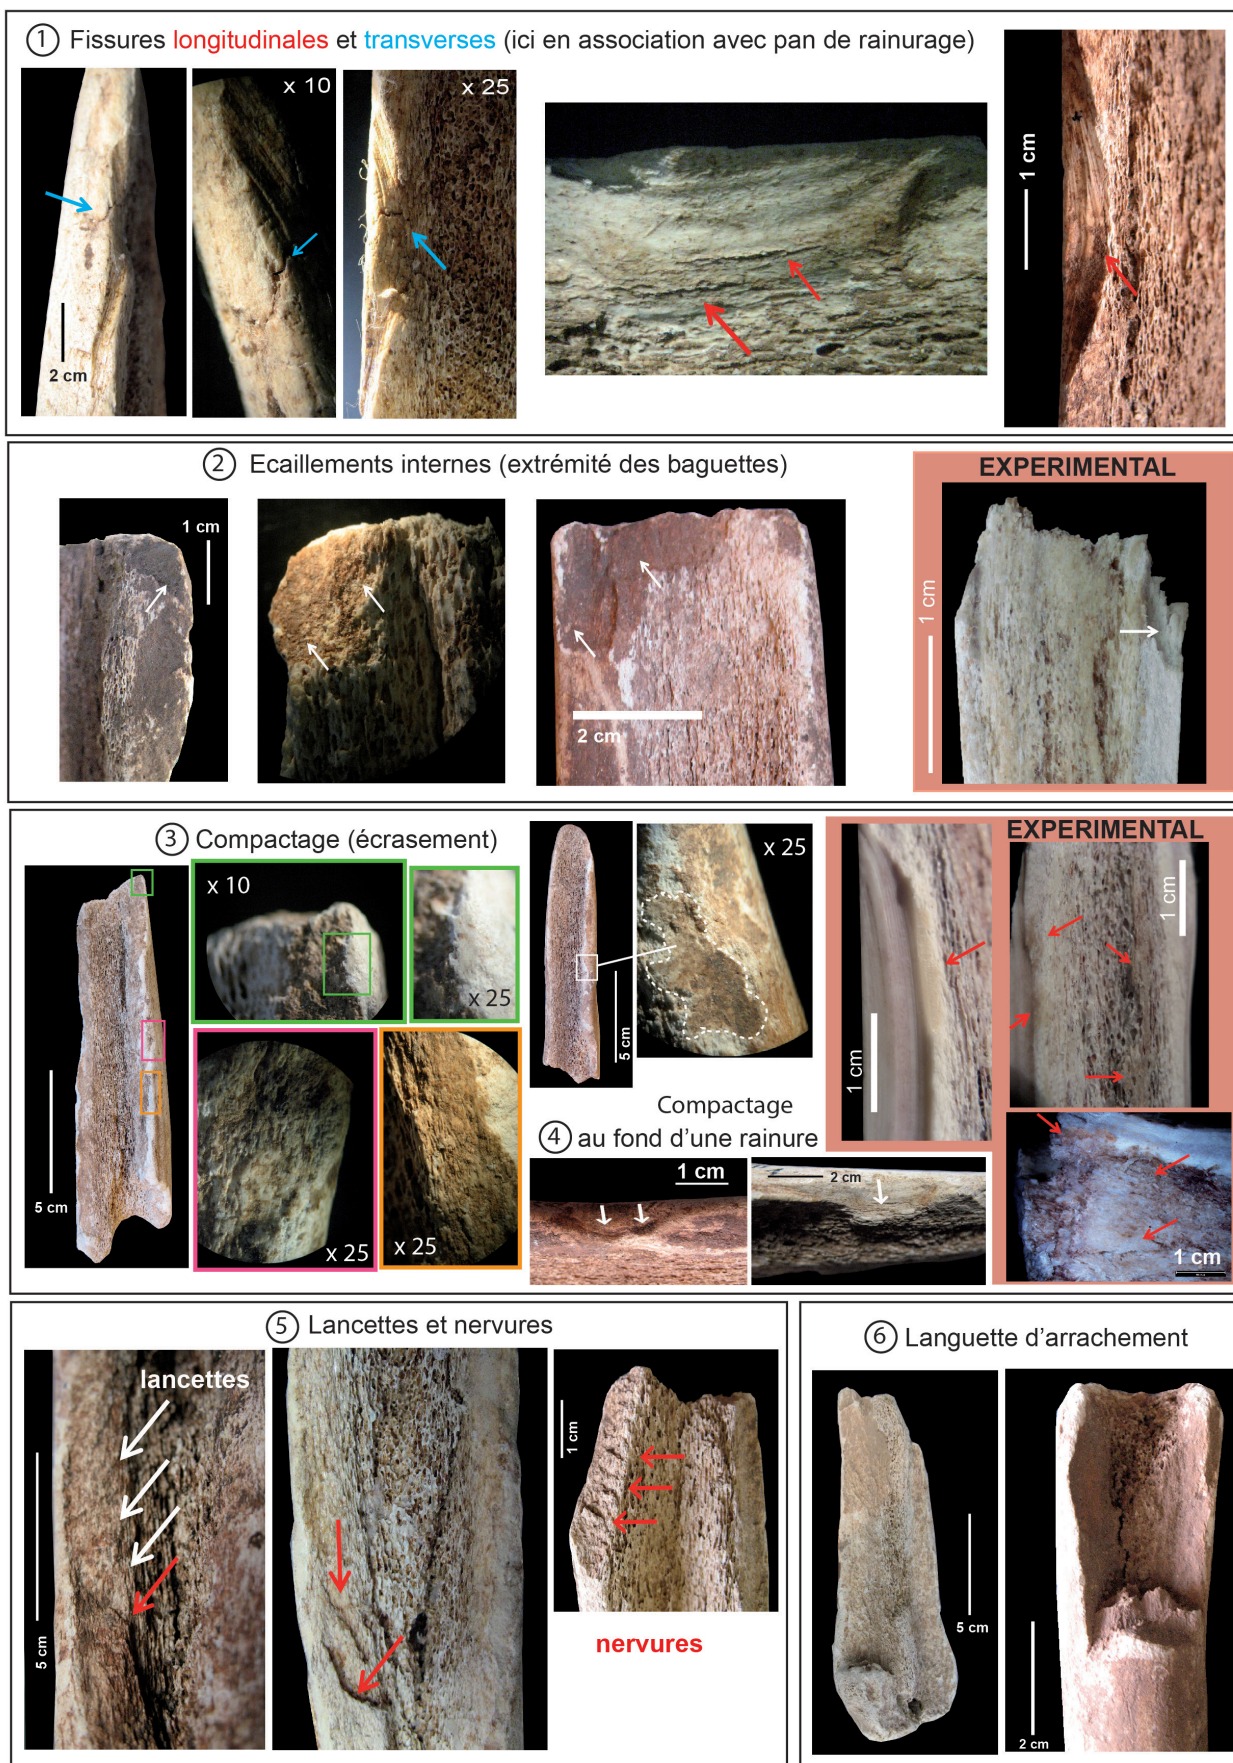 1 Fissures longitudinales et transverses (ici en association avec pan de rainurage)
2 cm
x 10
x 25
1 cm
2 Ecaillements internes (extrémité des baguettes)
1 cm
2 cm
EXPERIMENTAL
1 cm
3 Compactage (écrasement)
5 cm
x 10
x 25
x 25
x 25
5 cm
x 25
EXPERIMENTAL
1 cm
1 cm
1 cm
4 Compactage
au fond d'une rainure
1 cm
2 cm
5 Lancettes et nervures
lancettes
5 cm
1 cm
nervures
6 Languette d'arrachement
5 cm
2 cm